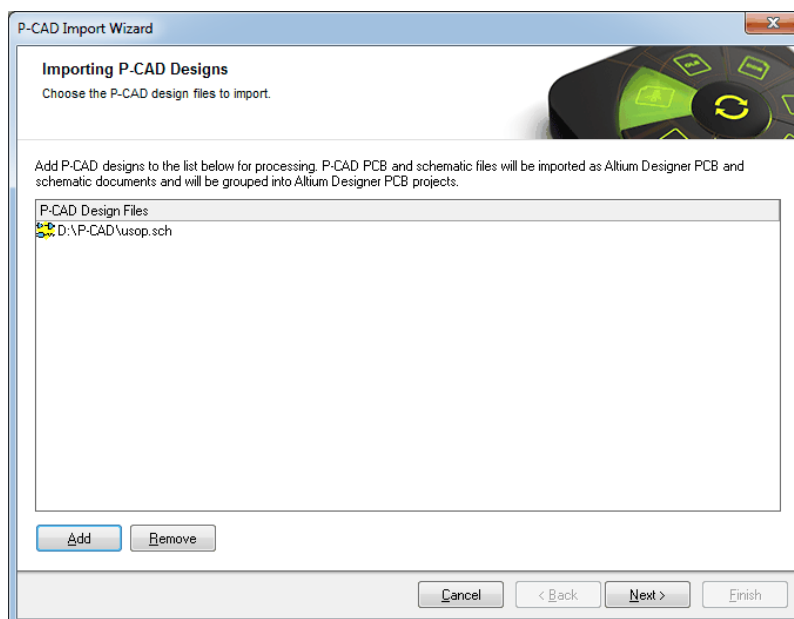 P-CAD Import Wizard
Importing P-CAD Designs
Choose the P-CAD design files to import.
Add P-CAD designs to the list below for processing. P-CAD PCB and schematic files will be imported as Altium Designer PCB and
schematic documents and will be grouped into Altium Designer PCB projects.
P-CAD Design Files
D:\P-CAD\usop.sch
Add
Remove
Cancel
< Back
Next >
Finish